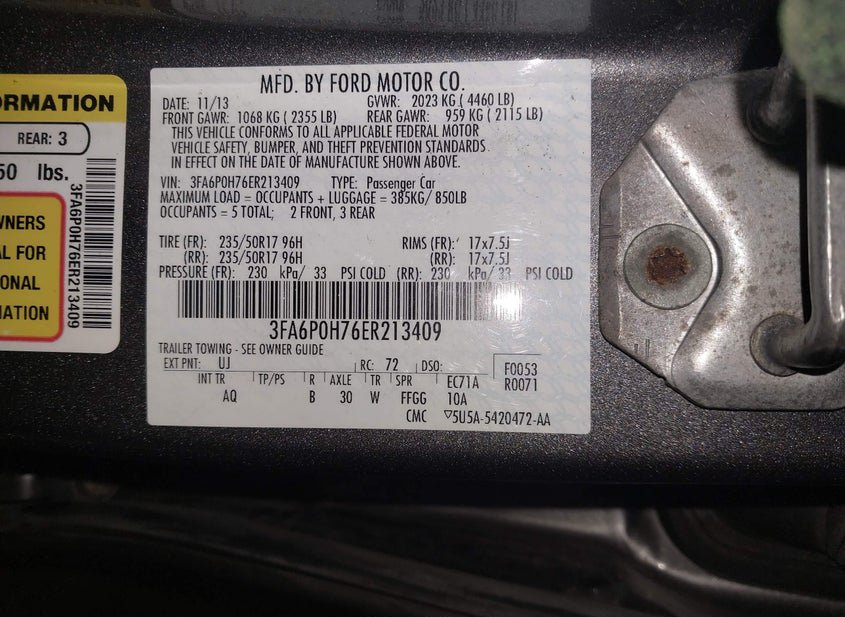 ORMATION
REAR: 3
50 lbs.
WNERS
AL FOR
IONAL
MATION
3FA6P0H76ER213409
MFD. BY FORD MOTOR CO.
DATE: 11/13 GVWR: 2023 KG ( 4460 LB)
FRONT GAWR: 1068 KG ( 2355 LB) REAR GAWR: 959 KG ( 2115 LB)
THIS VEHICLE CONFORMS TO ALL APPLICABLE FEDERAL MOTOR
VEHICLE SAFETY, BUMPER, AND THEFT PREVENTION STANDARDS
IN EFFECT ON THE DATE OF MANUFACTURE SHOWN ABOVE.
VIN: 3FA6P0H76ER213409 TYPE: Passenger Car
MAXIMUM LOAD = OCCUPANTS + LUGGAGE = 385KG/ 850LB
OCCUPANTS = 5 TOTAL; 2 FRONT, 3 REAR
TIRE (FR): 235/50R17 96H RIMS (FR): 17x7.5J
(RR): 235/50R17 96H (RR): 17x7.5J
PRESSURE (FR): 230 kPa/ 33 PSI COLD (RR): 230 kPa/ 33 PSI COLD
3FA6P0H76ER213409
TRAILER TOWING - SEE OWNER GUIDE
EXT PNT: UJ RC: 72 DSO: F0053
INT TR TP/PS R AXLE TR SPR EC71A R0071
AQ B 30 W FFGG 10A
CMC ▽5U5A-5420472-AA